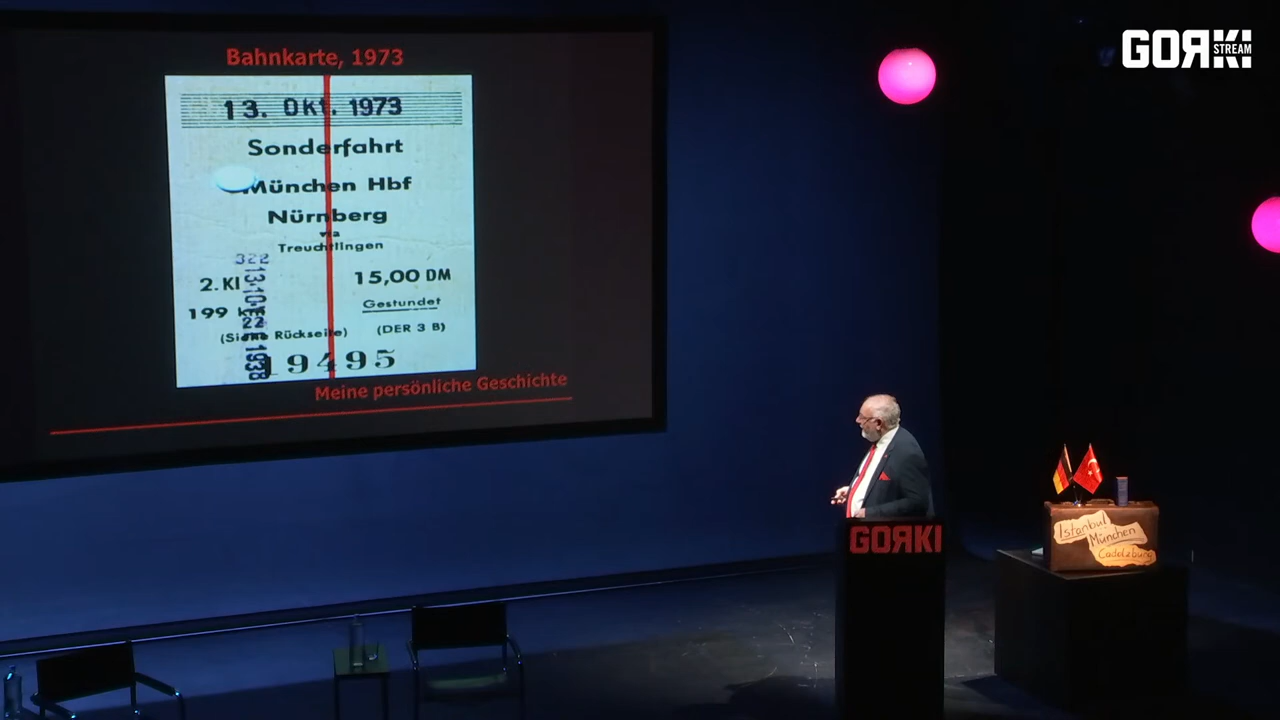 Bahnkarte, 1973
13. Okt. 1973
Sonderfahrt
München Hbf
Nürnberg
via
Treuchtlingen
322
2. Kl
15,00 DM
199 km
Gestundet
22
(Siehe Rückseite)
(DER 3 B)
19495
Meine persönliche Geschichte
GORKI
STREAM
GORKI
Istanbul
München
Cadolzburg